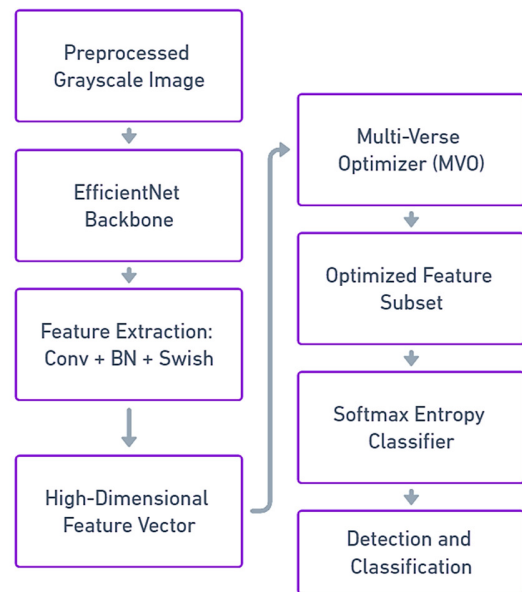 Preprocessed
Grayscale Image
EfficientNet
Backbone
Feature Extraction:
Conv + BN + Swish
High-Dimensional
Feature Vector
Multi-Verse
Optimizer (MVO)
Optimized Feature
Subset
Softmax Entropy
Classifier
Detection and
Classification